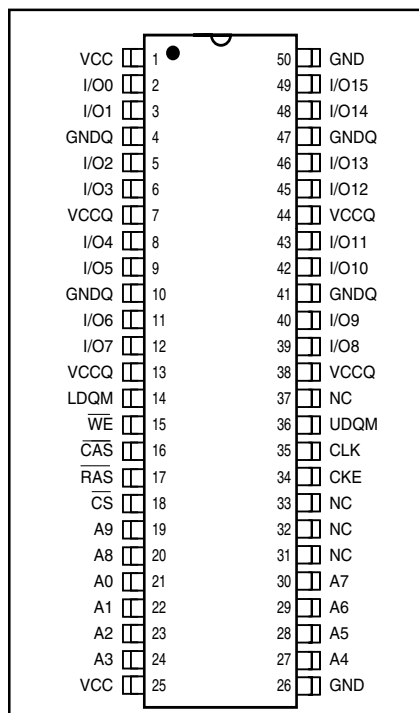 VCC 1 50 GND
I/O0 2 49 I/O15
I/O1 3 48 I/O14
GNDQ 4 47 GNDQ
I/O2 5 46 I/O13
I/O3 6 45 I/O12
VCCQ 7 44 VCCQ
I/O4 8 43 I/O11
I/O5 9 42 I/O10
GNDQ 10 41 GNDQ
I/O6 11 40 I/O9
I/O7 12 39 I/O8
VCCQ 13 38 VCCQ
LDQM 14 37 NC
W̅E̅ 15 36 UDQM
C̅A̅S̅ 16 35 CLK
R̅A̅S̅ 17 34 CKE
C̅S̅ 18 33 NC
A9 19 32 NC
A8 20 31 NC
A0 21 30 A7
A1 22 29 A6
A2 23 28 A5
A3 24 27 A4
VCC 25 26 GND